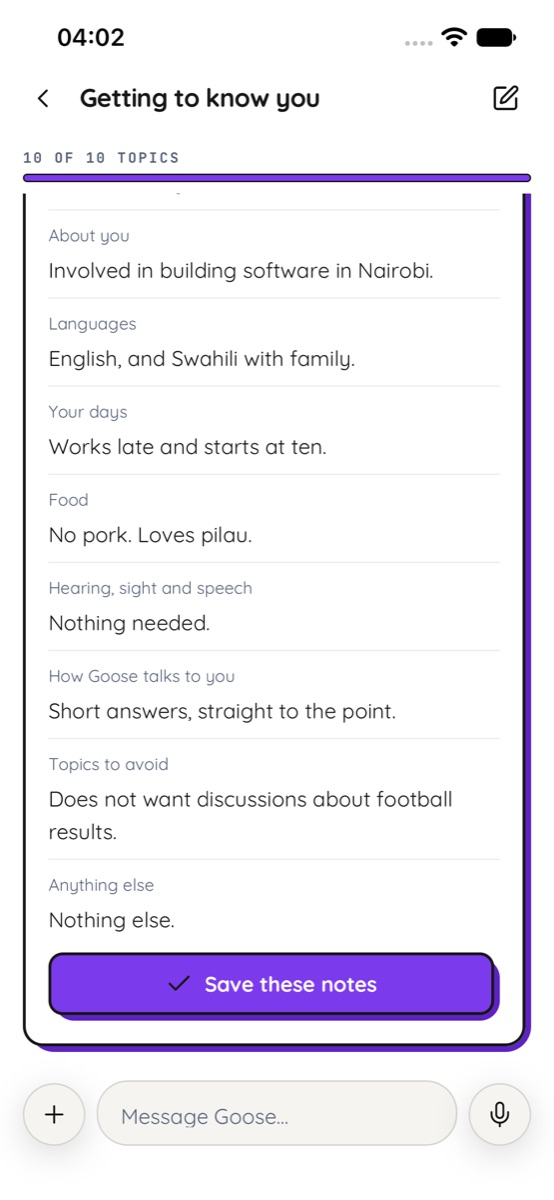 04:02
Getting to know you
10 OF 10 TOPICS
About you
Involved in building software in Nairobi.
Languages
English, and Swahili with family.
Your days
Works late and starts at ten.
Food
No pork. Loves pilau.
Hearing, sight and speech
Nothing needed.
How Goose talks to you
Short answers, straight to the point.
Topics to avoid
Does not want discussions about football
results.
Anything else
Nothing else.
Save these notes
Message Goose...